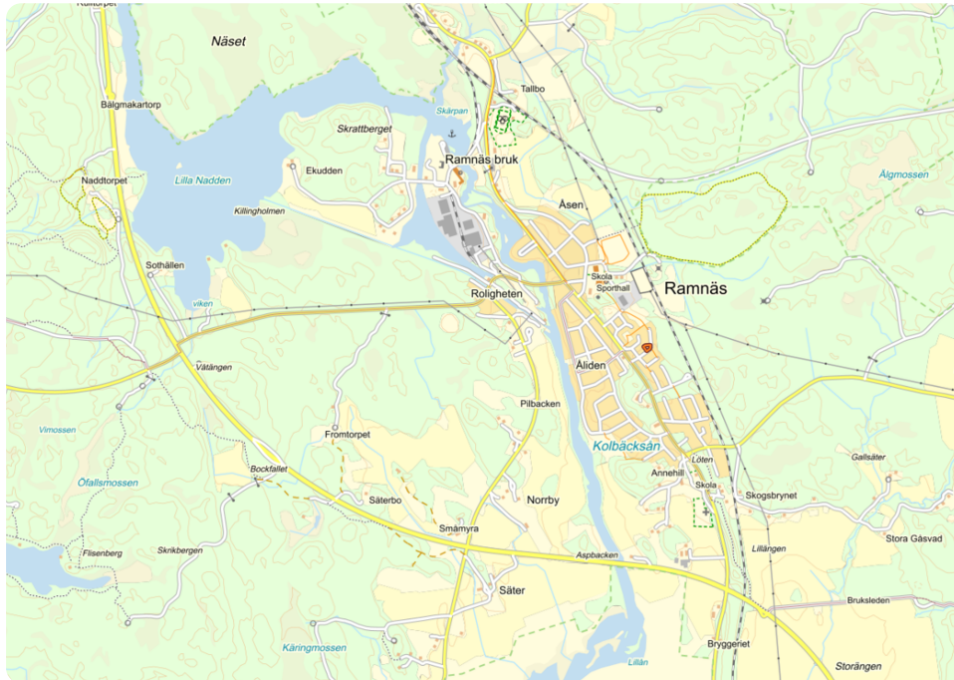 Kulltorpet
Näset
Tallbo
Bälgmakartorp
Skärpan
Skrattberget
Ramnäs bruk
Ekudden
Älgmossen
Naddtorpet
Lilla Nadden
Killingholmen
Åsen
Sothällen
Skola
Sporthall
Ramnäs
Roligheten
viken
Vätängen
Åliden
Pilbacken
Vimossen
Fromtorpet
Kolbäcksån
Löten
Gallsäter
Bockfallet
Annehill
Öfallsmossen
Skola
Säterbo
Norrby
Skogsbrynet
Småmyra
Stora Gåsvad
Flisenberg
Skrikbergen
Aspbacken
Lillängen
Säter
Bruksleden
Käringmossen
Bryggeriet
Lillån
Storängen